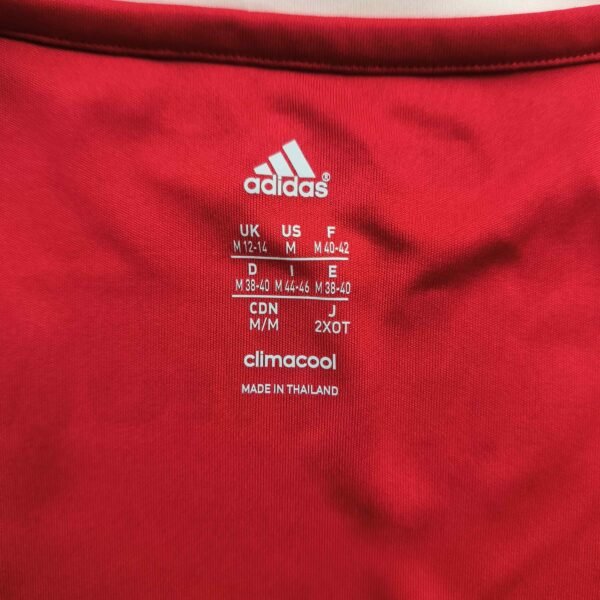 adidas®
UK US F
M 12-14 M M 40-42
D I E
M 38-40 M 44-46 M 38-40
CDN J
M/M 2XOT
climacool
MADE IN THAILAND